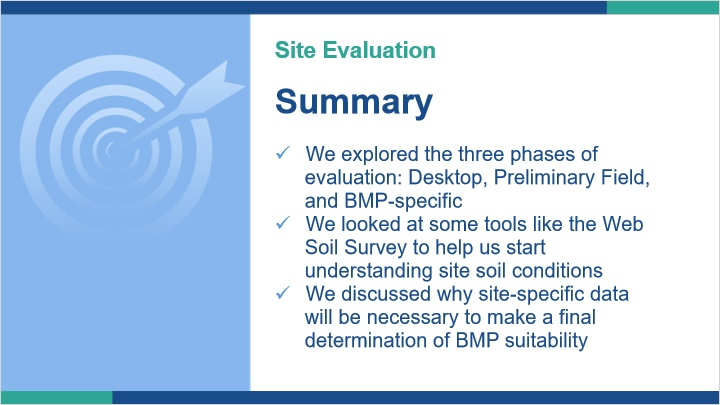 Site Evaluation
Summary
✓ We explored the three phases of
evaluation: Desktop, Preliminary Field,
and BMP-specific
✓ We looked at some tools like the Web
Soil Survey to help us start
understanding site soil conditions
✓ We discussed why site-specific data
will be necessary to make a final
determination of BMP suitability